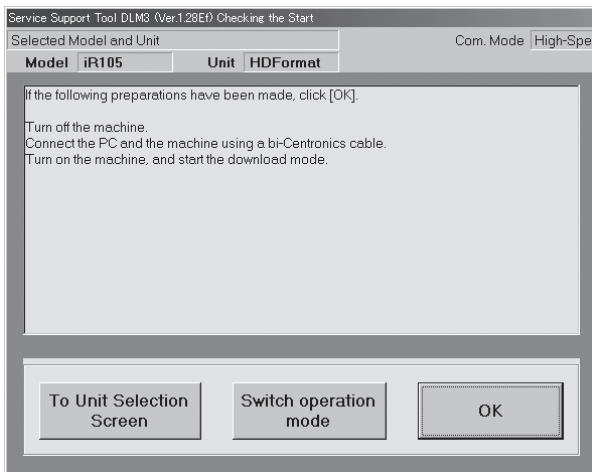 Service Support Tool DLM3 (Ver.1.28Ef) Checking the Start
Selected Model and Unit
Com. Mode High-Spe
Model iR105 Unit HDFormat
If the following preparations have been made, click [OK].
Turn off the machine.
Connect the PC and the machine using a bi-Centronics cable.
Turn on the machine, and start the download mode.
To Unit Selection
Screen
Switch operation
mode
OK